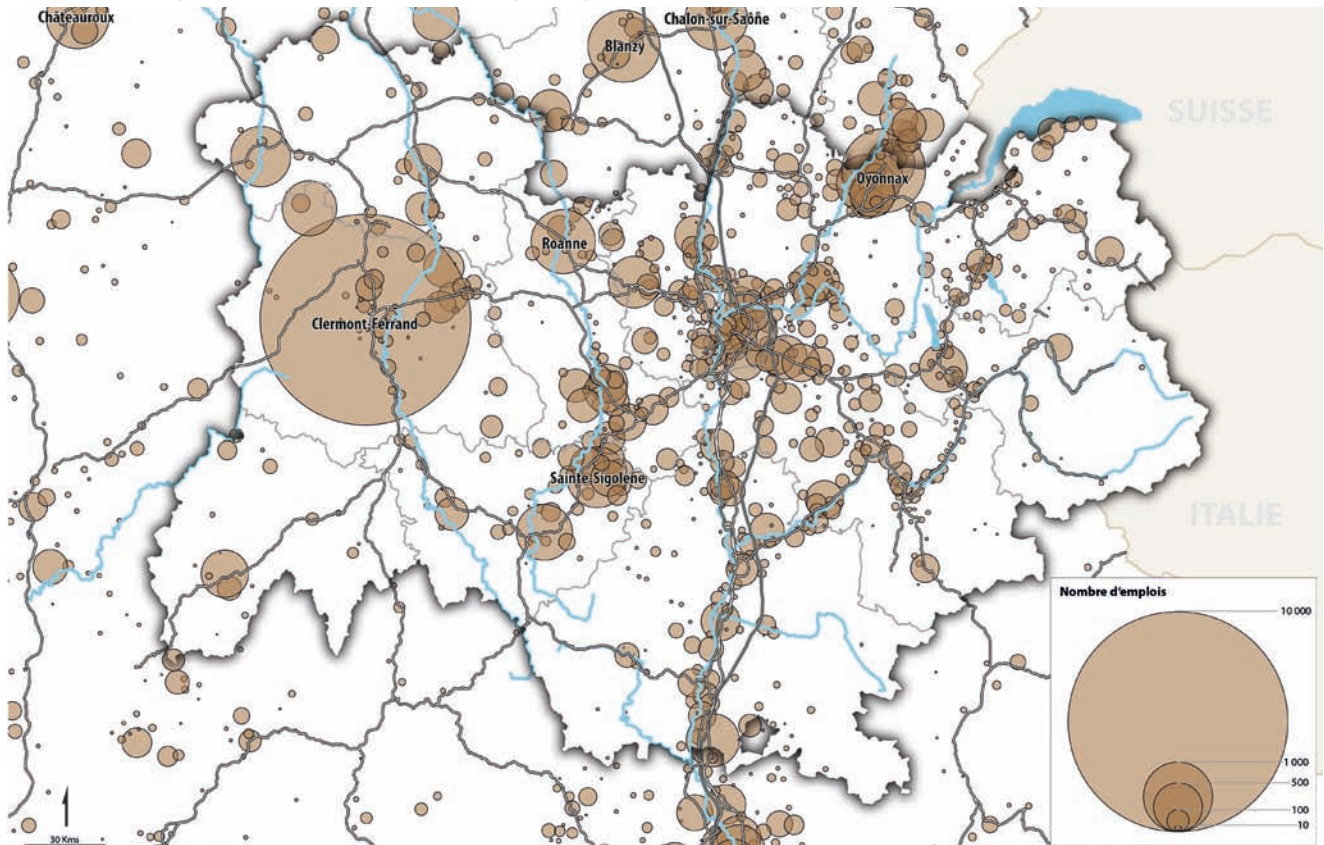 Châteauroux
Chalon-sur-Saône
Blanzy
SUISSE
Oyonnax
Roanne
Clermont-Ferrand
Sainte-Sigolène
ITALIE
Nombre d'emplois
10 000
1 000
500
100
10
30 Kms